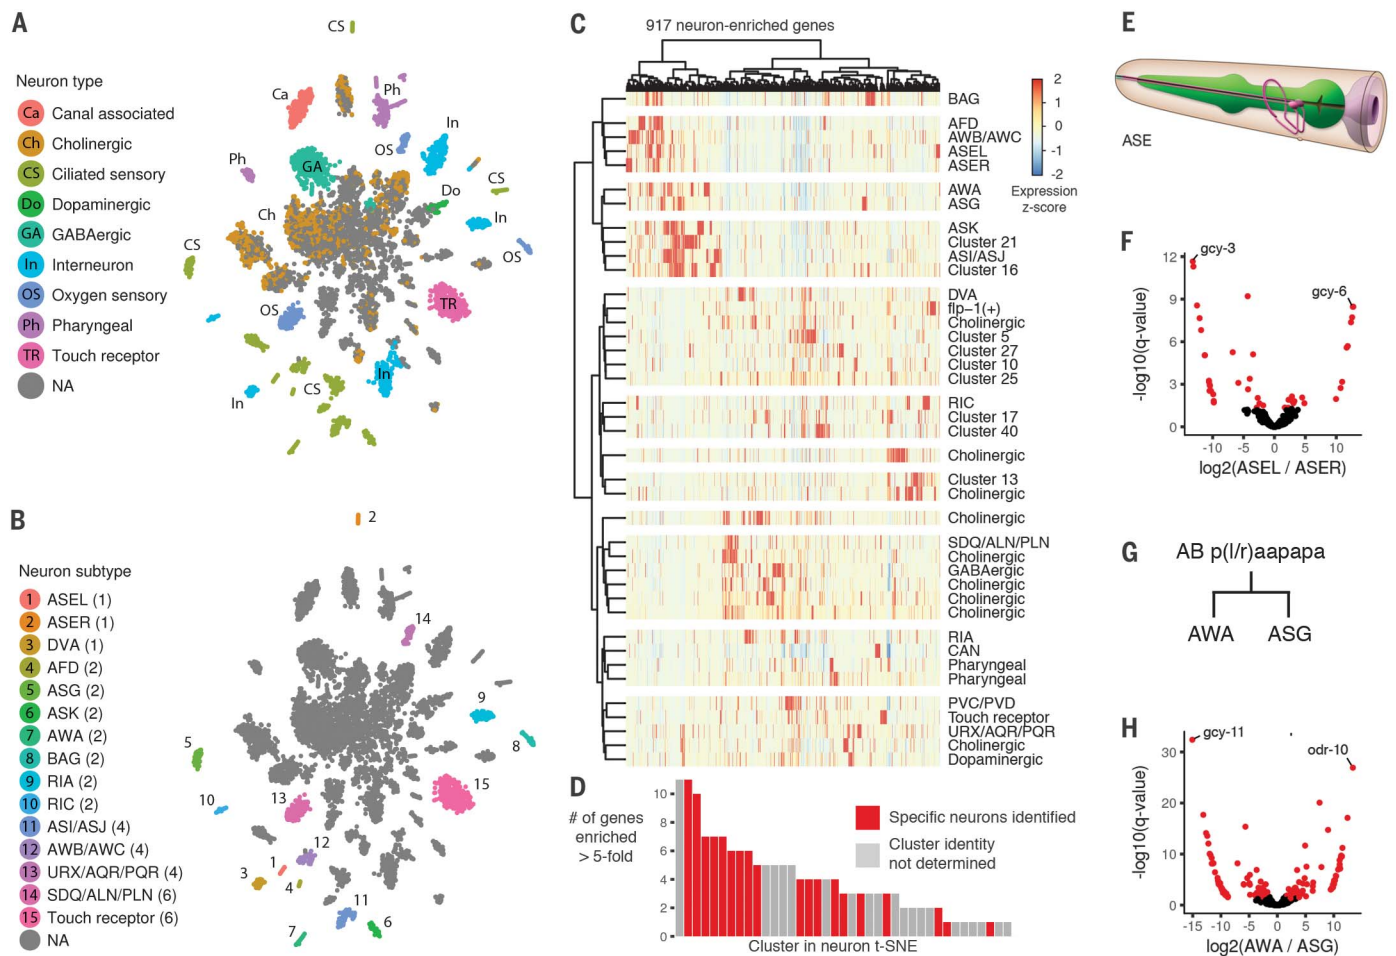 A
CS
Neuron type
Ca Canal associated
Ch Cholinergic
CS Ciliated sensory
Do Dopaminergic
GA GABAergic
In Interneuron
OS Oxygen sensory
Ph Pharyngeal
TR Touch receptor
NA
Ca
Ph
In
OS
Ph
GA
CS
Do
Ch
In
CS
OS
OS
TR
In
CS
In
B
2
Neuron subtype
1 ASEL (1)
2 ASER (1)
3 DVA (1)
4 AFD (2)
5 ASG (2)
6 ASK (2)
7 AWA (2)
8 BAG (2)
9 RIA (2)
10 RIC (2)
11 ASI/ASJ (4)
12 AWB/AWC (4)
13 URX/AQR/PQR (4)
14 SDQ/ALN/PLN (6)
15 Touch receptor (6)
NA
14
9
5
8
15
10
13
12
1
3
4
11
6
7
C
917 neuron-enriched genes
BAG
AFD
AWB/AWC
ASEL
ASER
AWA
ASG
ASK
Cluster 21
ASI/ASJ
Cluster 16
DVA
flp-1(+)
Cholinergic
Cluster 5
Cluster 27
Cluster 10
Cluster 25
RIC
Cluster 17
Cluster 40
Cholinergic
Cluster 13
Cholinergic
Cholinergic
SDQ/ALN/PLN
Cholinergic
GABAergic
Cholinergic
Cholinergic
Cholinergic
RIA
CAN
Pharyngeal
Pharyngeal
PVC/PVD
Touch receptor
URX/AQR/PQR
Cholinergic
Dopaminergic
2
1
0
-1
-2
Expression
z-score
D
# of genes
enriched
> 5-fold
10
8
6
4
2
0
Specific neurons identified
Cluster identity
not determined
Cluster in neuron t-SNE
E
ASE
F
gcy-3
gcy-6
-log10(q-value)
12
9
6
3
0
-10 -5 0 5 10
log2(ASEL / ASER)
G
AB p(l/r)aapapa
AWA ASG
H
gcy-11
odr-10
-log10(q-value)
30
20
10
0
-15 -10 -5 0 5 10
log2(AWA / ASG)